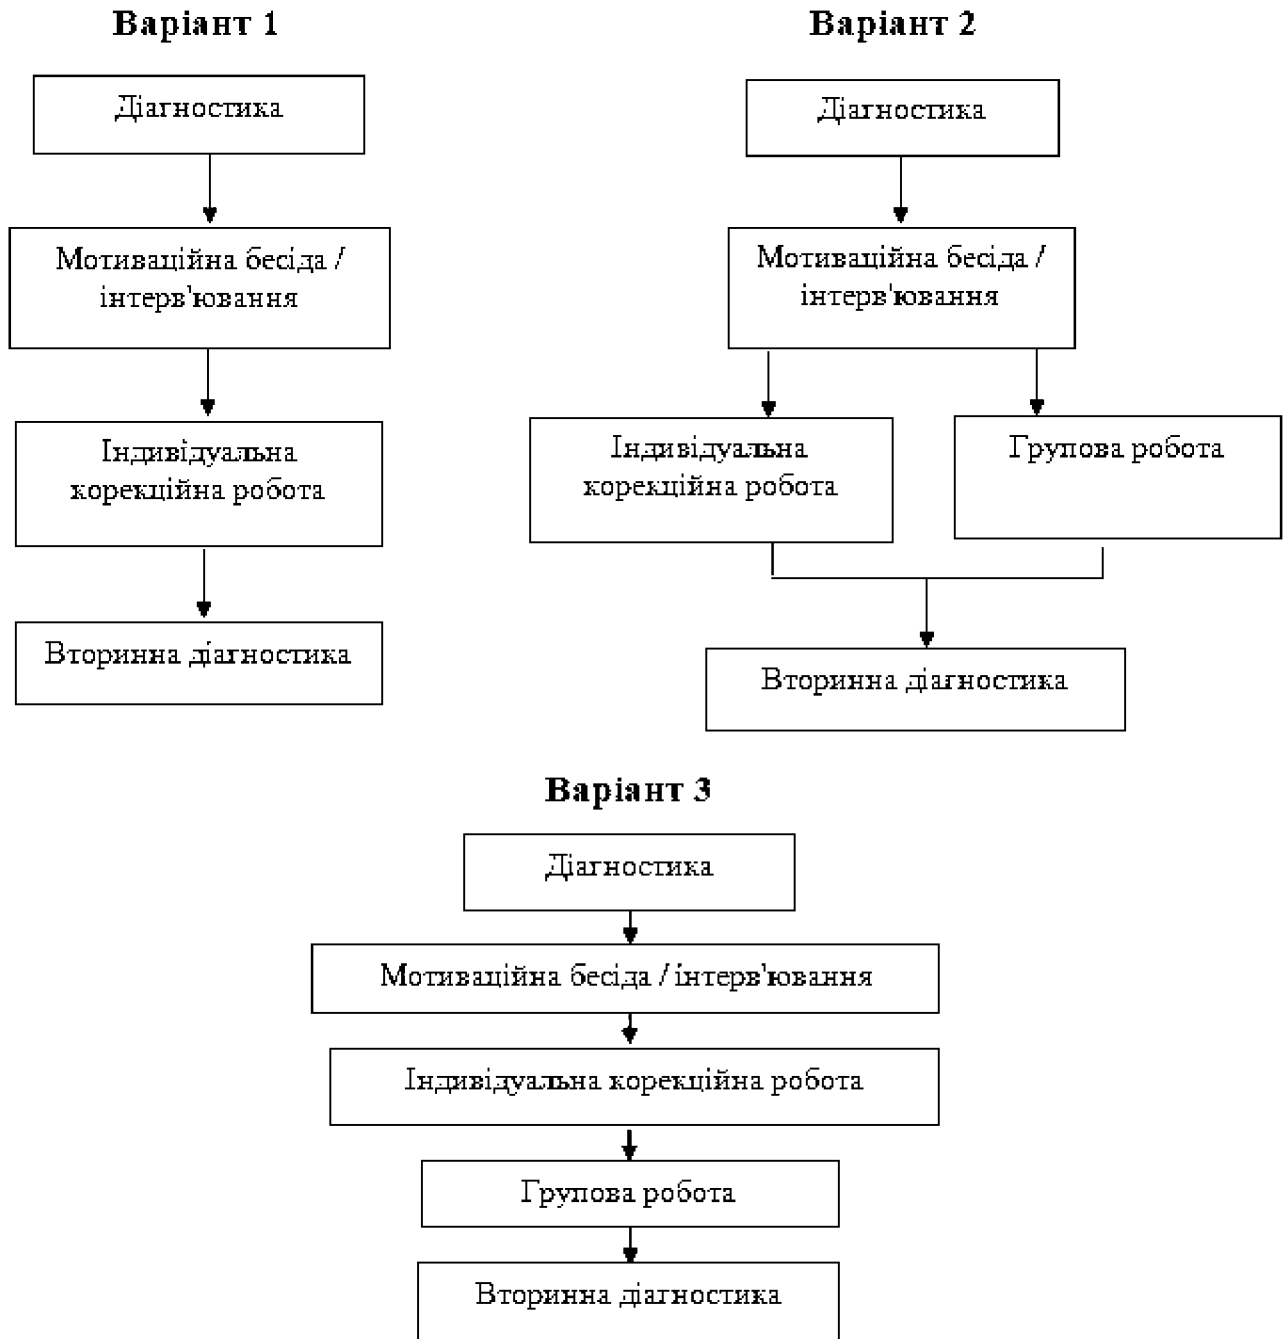 Варіант 1
Діагностика
Мотиваційна бесіда /
інтерв'ювання
Індивідуальна
корекційна робота
Вторинна діагностика
Варіант 2
Діагностика
Мотиваційна бесіда /
інтерв'ювання
Індивідуальна
корекційна робота
Групова робота
Вторинна діагностика
Варіант 3
Діагностика
Мотиваційна бесіда / інтерв'ювання
Індивідуальна корекційна робота
Групова робота
Вторинна діагностика